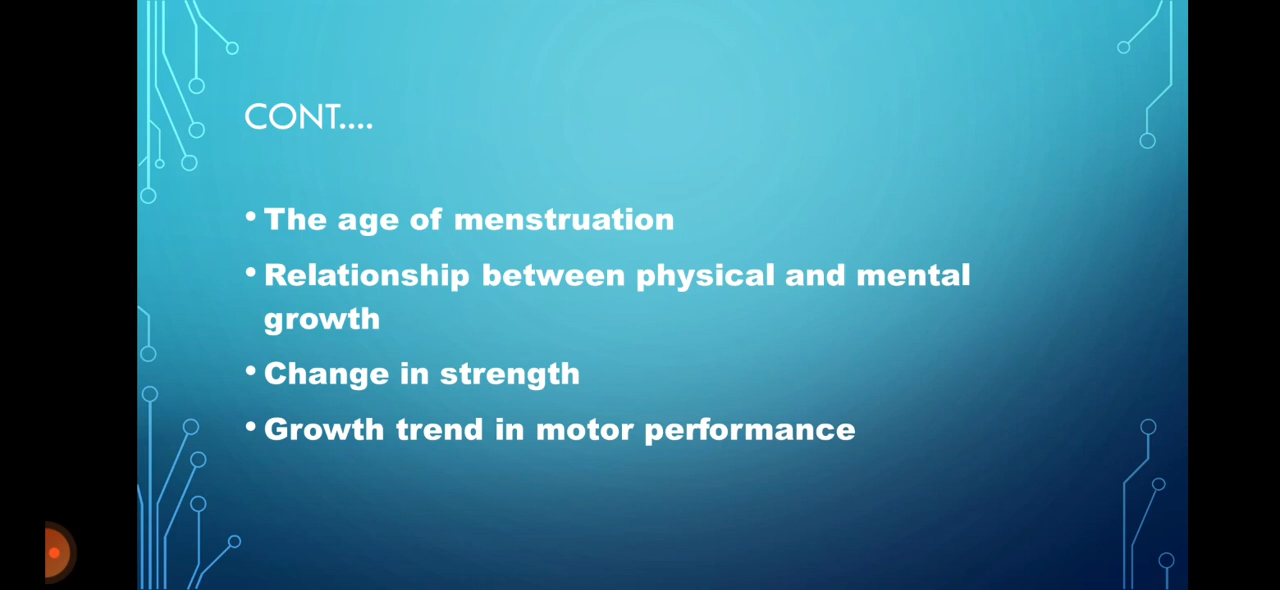 CONT....
• The age of menstruation
• Relationship between physical and mental
growth
• Change in strength
• Growth trend in motor performance